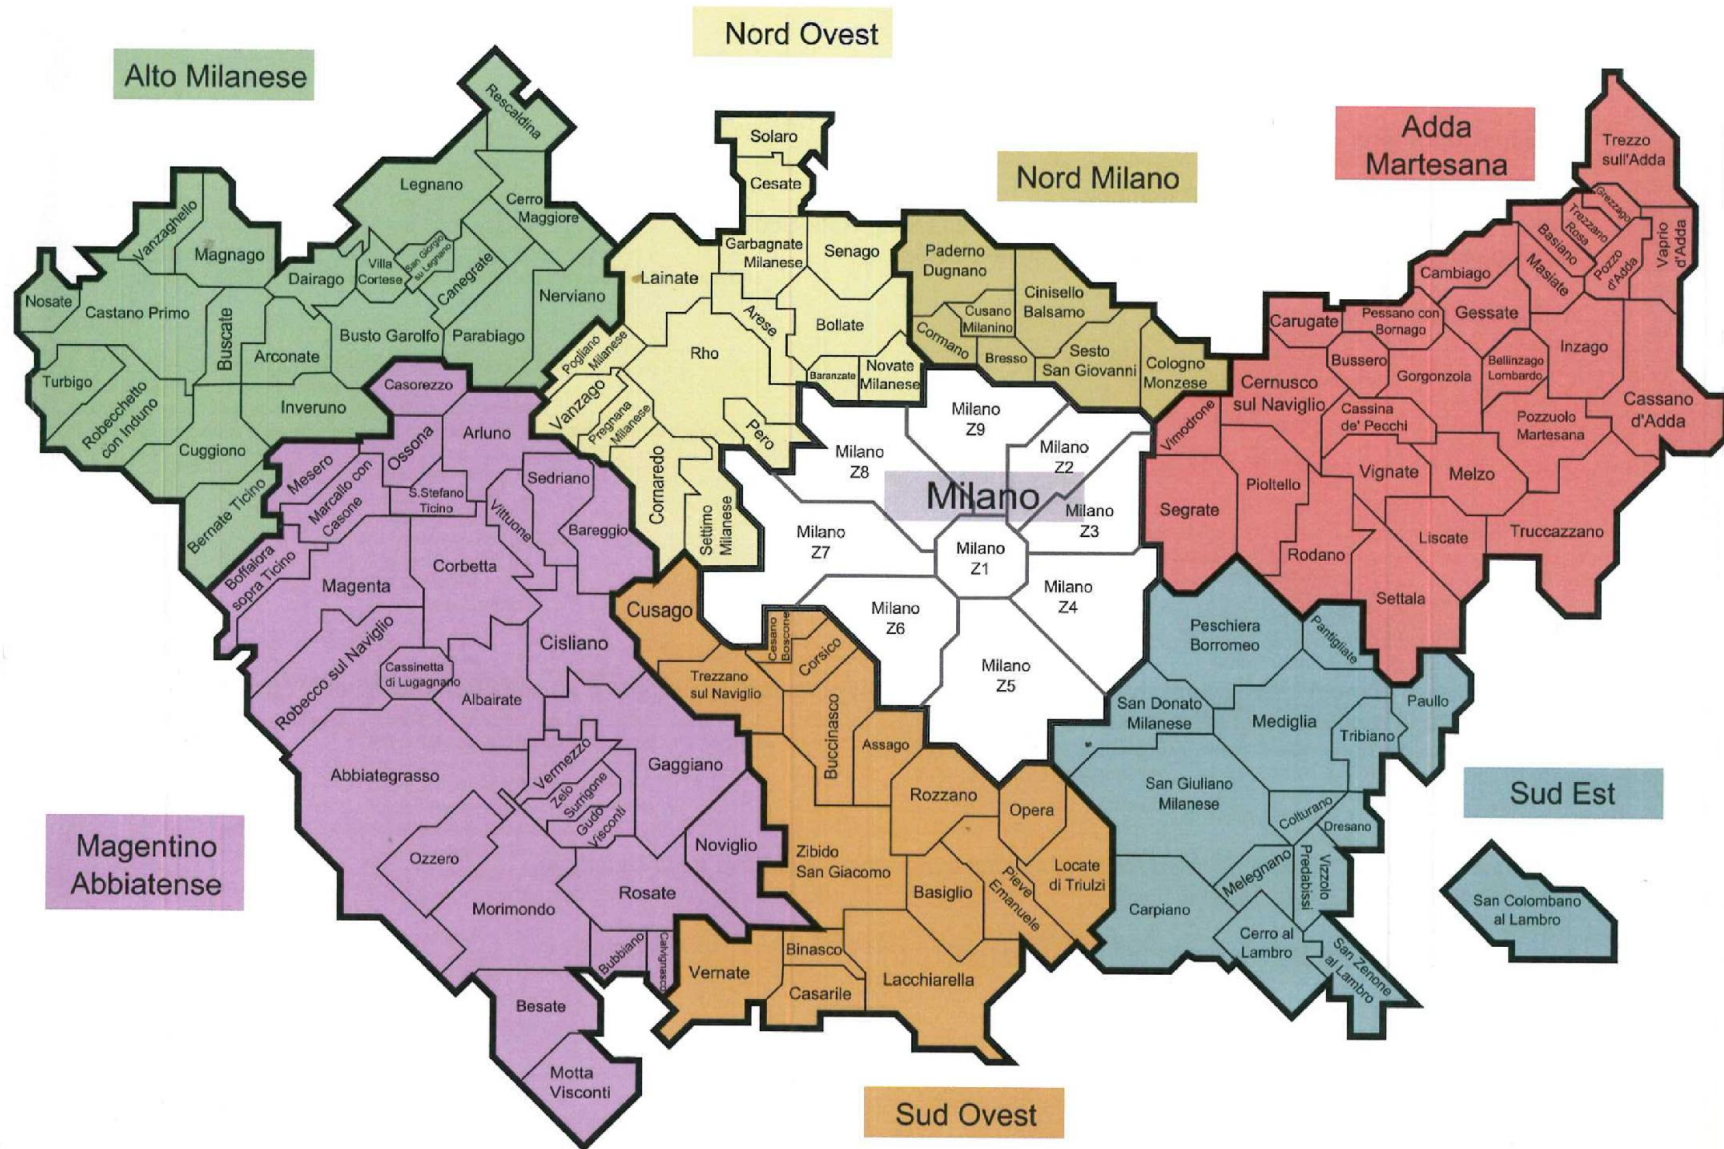 Nord Ovest
Alto Milanese
Rescaldina
Legnano
Cerro
Maggiore
Vanzaghello
Magnago
Dairago
Villa
Cortese
San Giorgio
su Legnano
Canegrate
Nerviano
Nosate
Castano Primo
Buscate
Arconate
Busto Garolfo
Parabiago
Turbigo
Robecchetto
con Induno
Inveruno
Cuggiono
Bernate Ticino
Solaro
Cesate
Garbagnate
Milanese
Senago
Lainate
Arese
Bollate
Pogliano
Milanese
Rho
Baranzate
Novate
Milanese
Vanzago
Pregnana
Milanese
Pero
Cornaredo
Settimo
Milanese
Nord Milano
Paderno
Dugnano
Cinisello
Balsamo
Cusano
Milanino
Cormano
Bresso
Sesto
San Giovanni
Cologno
Monzese
Adda
Martesana
Trezzo
sull'Adda
Grezzago
Trezzano
Rosa
Vaprio
d'Adda
Basiano
Pozzo
d'Adda
Masiate
Cambiago
Gessate
Pessano con
Bornago
Carugate
Bussero
Gorgonzola
Bellinzago
Lombardo
Inzago
Cernusco
sul Naviglio
Cassina
de' Pecchi
Pozzuolo
Martesana
Cassano
d'Adda
Vimodrone
Segrate
Pioltello
Vignate
Melzo
Rodano
Liscate
Truccazzano
Settala
Milano
Z9
Milano
Z2
Milano
Z8
Milano
Milano
Z3
Milano
Z7
Milano
Z1
Milano
Z4
Milano
Z6
Milano
Z5
Casorezzo
Arluno
Ossona
Mesero
Marcallo con
Casone
S.Stefano
Ticino
Sedriano
Vittuone
Bareggio
Boffalora
sopra Ticino
Magenta
Corbetta
Robecco sul Naviglio
Cassinetta
di Lugagnano
Cisliano
Albairate
Abbiategrasso
Vermezzo
Zelo
Surrigone
Gudo
Visconti
Gaggiano
Magentino
Abbiatense
Ozzero
Noviglio
Rosate
Morimondo
Bubbiano
Calvignasco
Besate
Motta
Visconti
Cusago
Cesano
Boscone
Corsico
Trezzano
sul Naviglio
Buccinasco
Assago
Rozzano
Opera
Zibido
San Giacomo
Basiglio
Pieve
Emanuele
Locate
di Triulzi
Binasco
Vernate
Casarile
Lacchiarella
Sud Ovest
Peschiera
Borromeo
Pantigliate
San Donato
Milanese
Mediglia
Paullo
Tribiano
San Giuliano
Milanese
Colturano
Dresano
Melegnano
Vizzolo
Predabissi
Carpiano
Cerro al
Lambro
San Zenone
al Lambro
Sud Est
San Colombano
al Lambro